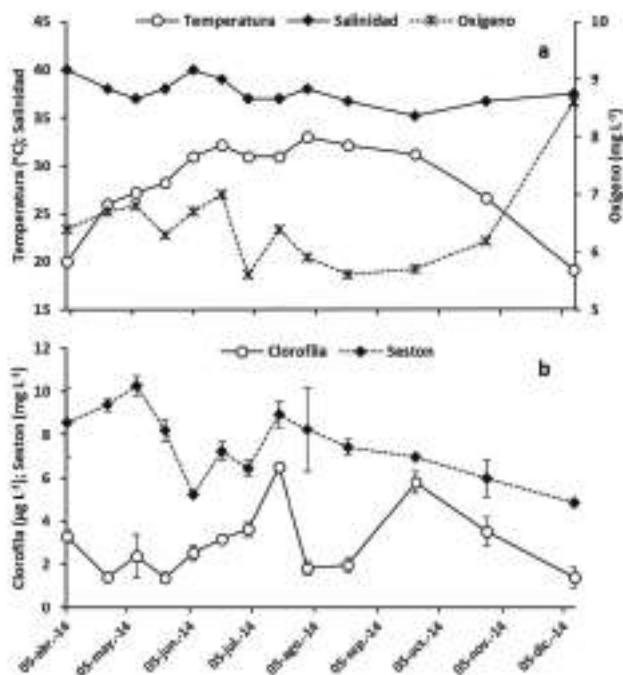 Temperatura Salinidad Oxigeno
a
Temperatura (°C); Salinidad
45
40
35
30
25
20
15
Oxigeno (mg l⁻¹)
10
9
8
7
6
5
Clorofila Seston
b
Clorofila (µg l⁻¹); Seston (mg l⁻¹)
12
10
8
6
4
2
0
05-abr.-14
05-may.-14
05-jun.-14
05-jul.-14
05-ago.-14
05-sep.-14
05-oct.-14
05-nov.-14
05-dic.-14